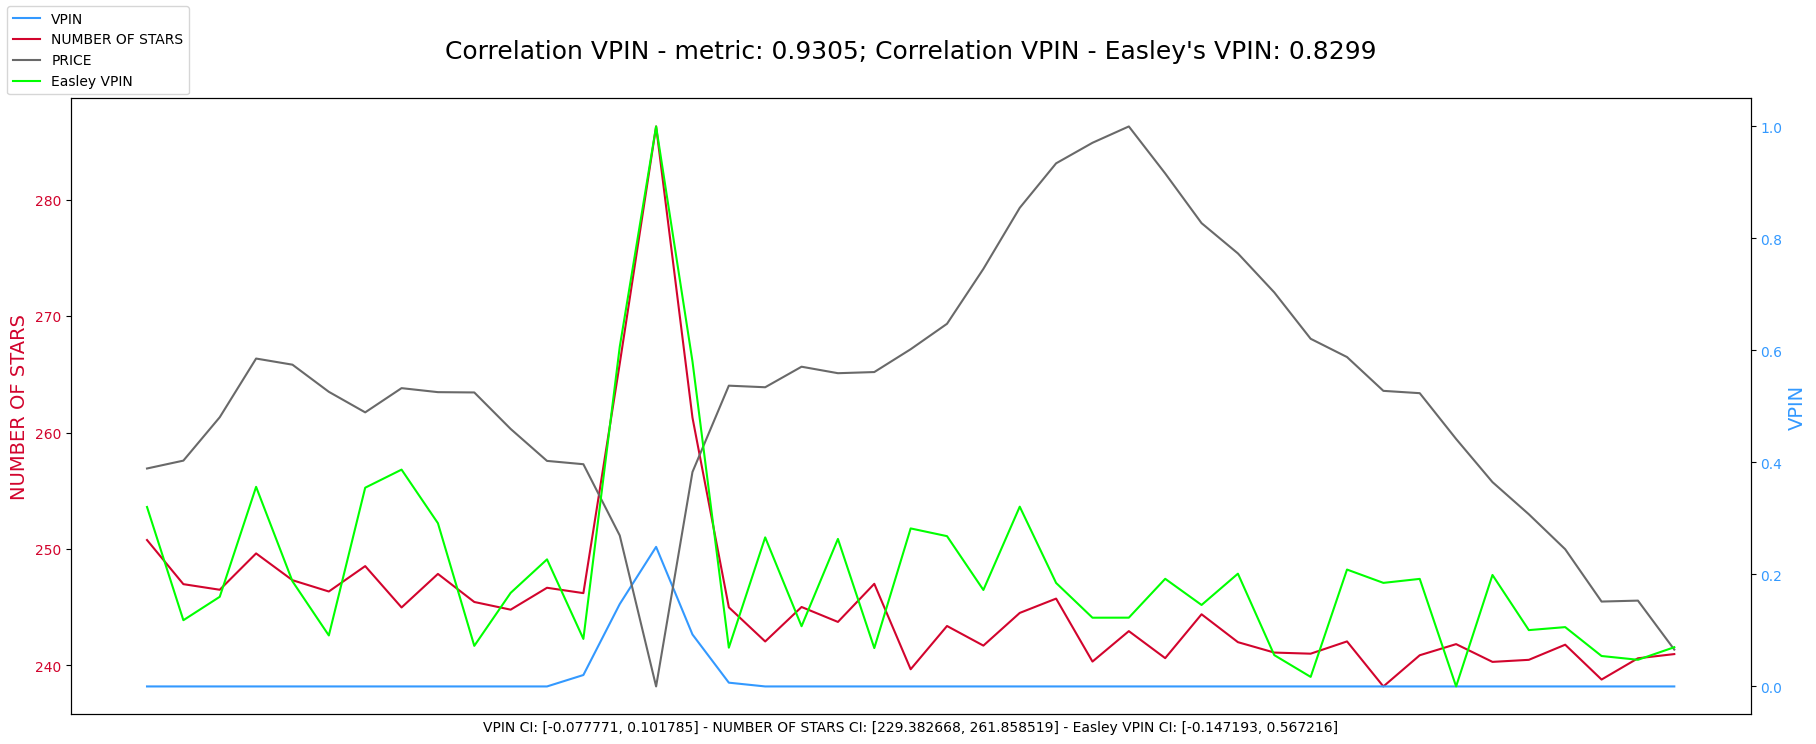 VPIN
NUMBER OF STARS
PRICE
Easley VPIN
Correlation VPIN - metric: 0.9305; Correlation VPIN - Easley's VPIN: 0.8299
NUMBER OF STARS
280
270
260
250
240
1.0
0.8
0.6
0.4
0.2
0.0
VPIN
VPIN CI: [-0.077771, 0.101785] - NUMBER OF STARS CI: [229.382668, 261.858519] - Easley VPIN CI: [-0.147193, 0.567216]